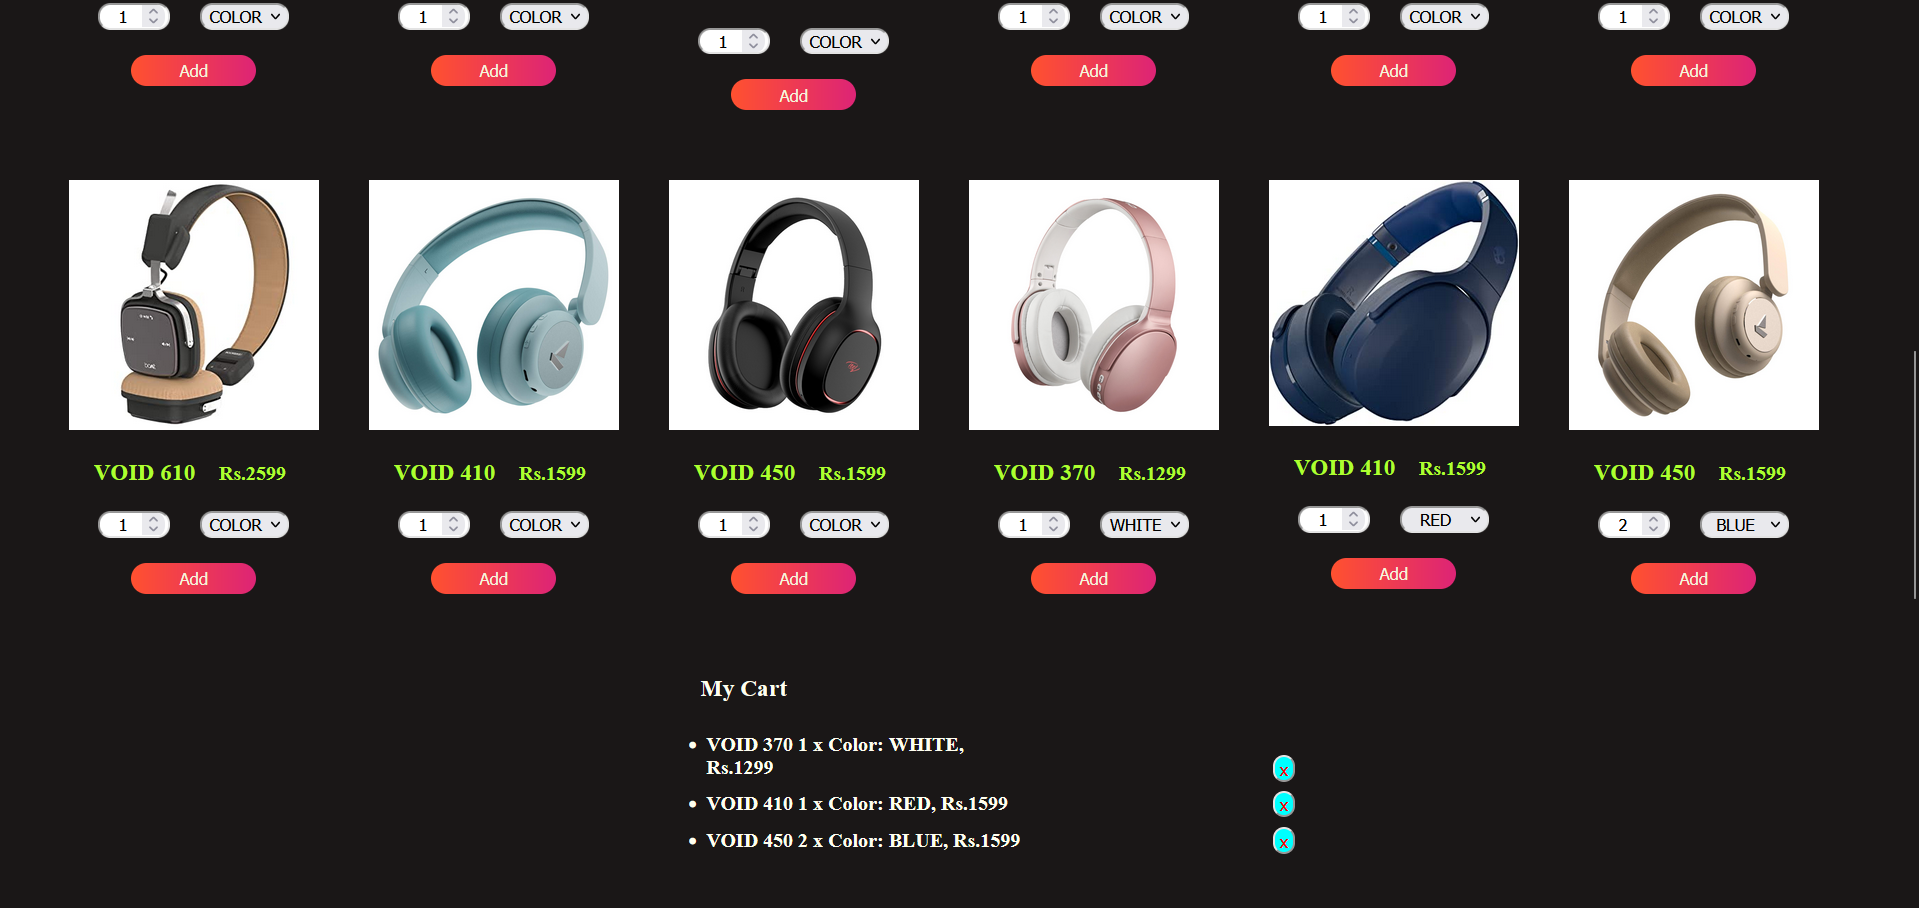 1 COLOR 1 COLOR 1 COLOR 1 COLOR 1 COLOR
1 COLOR
Add Add Add Add Add
Add
VOID 610 Rs.2599 VOID 410 Rs.1599 VOID 450 Rs.1599 VOID 370 Rs.1299 VOID 410 Rs.1599 VOID 450 Rs.1599
1 COLOR 1 COLOR 1 COLOR 1 WHITE 1 RED 2 BLUE
Add Add Add Add Add Add
My Cart
• VOID 370 1 x Color: WHITE,
Rs.1299 x
• VOID 410 1 x Color: RED, Rs.1599 x
• VOID 450 2 x Color: BLUE, Rs.1599 x